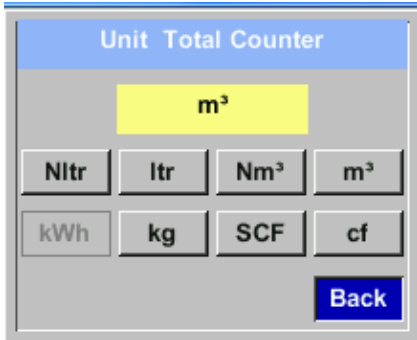 Unit Total Counter
m³
Nltr ltr Nm³ m³
kWh kg SCF cf
Back